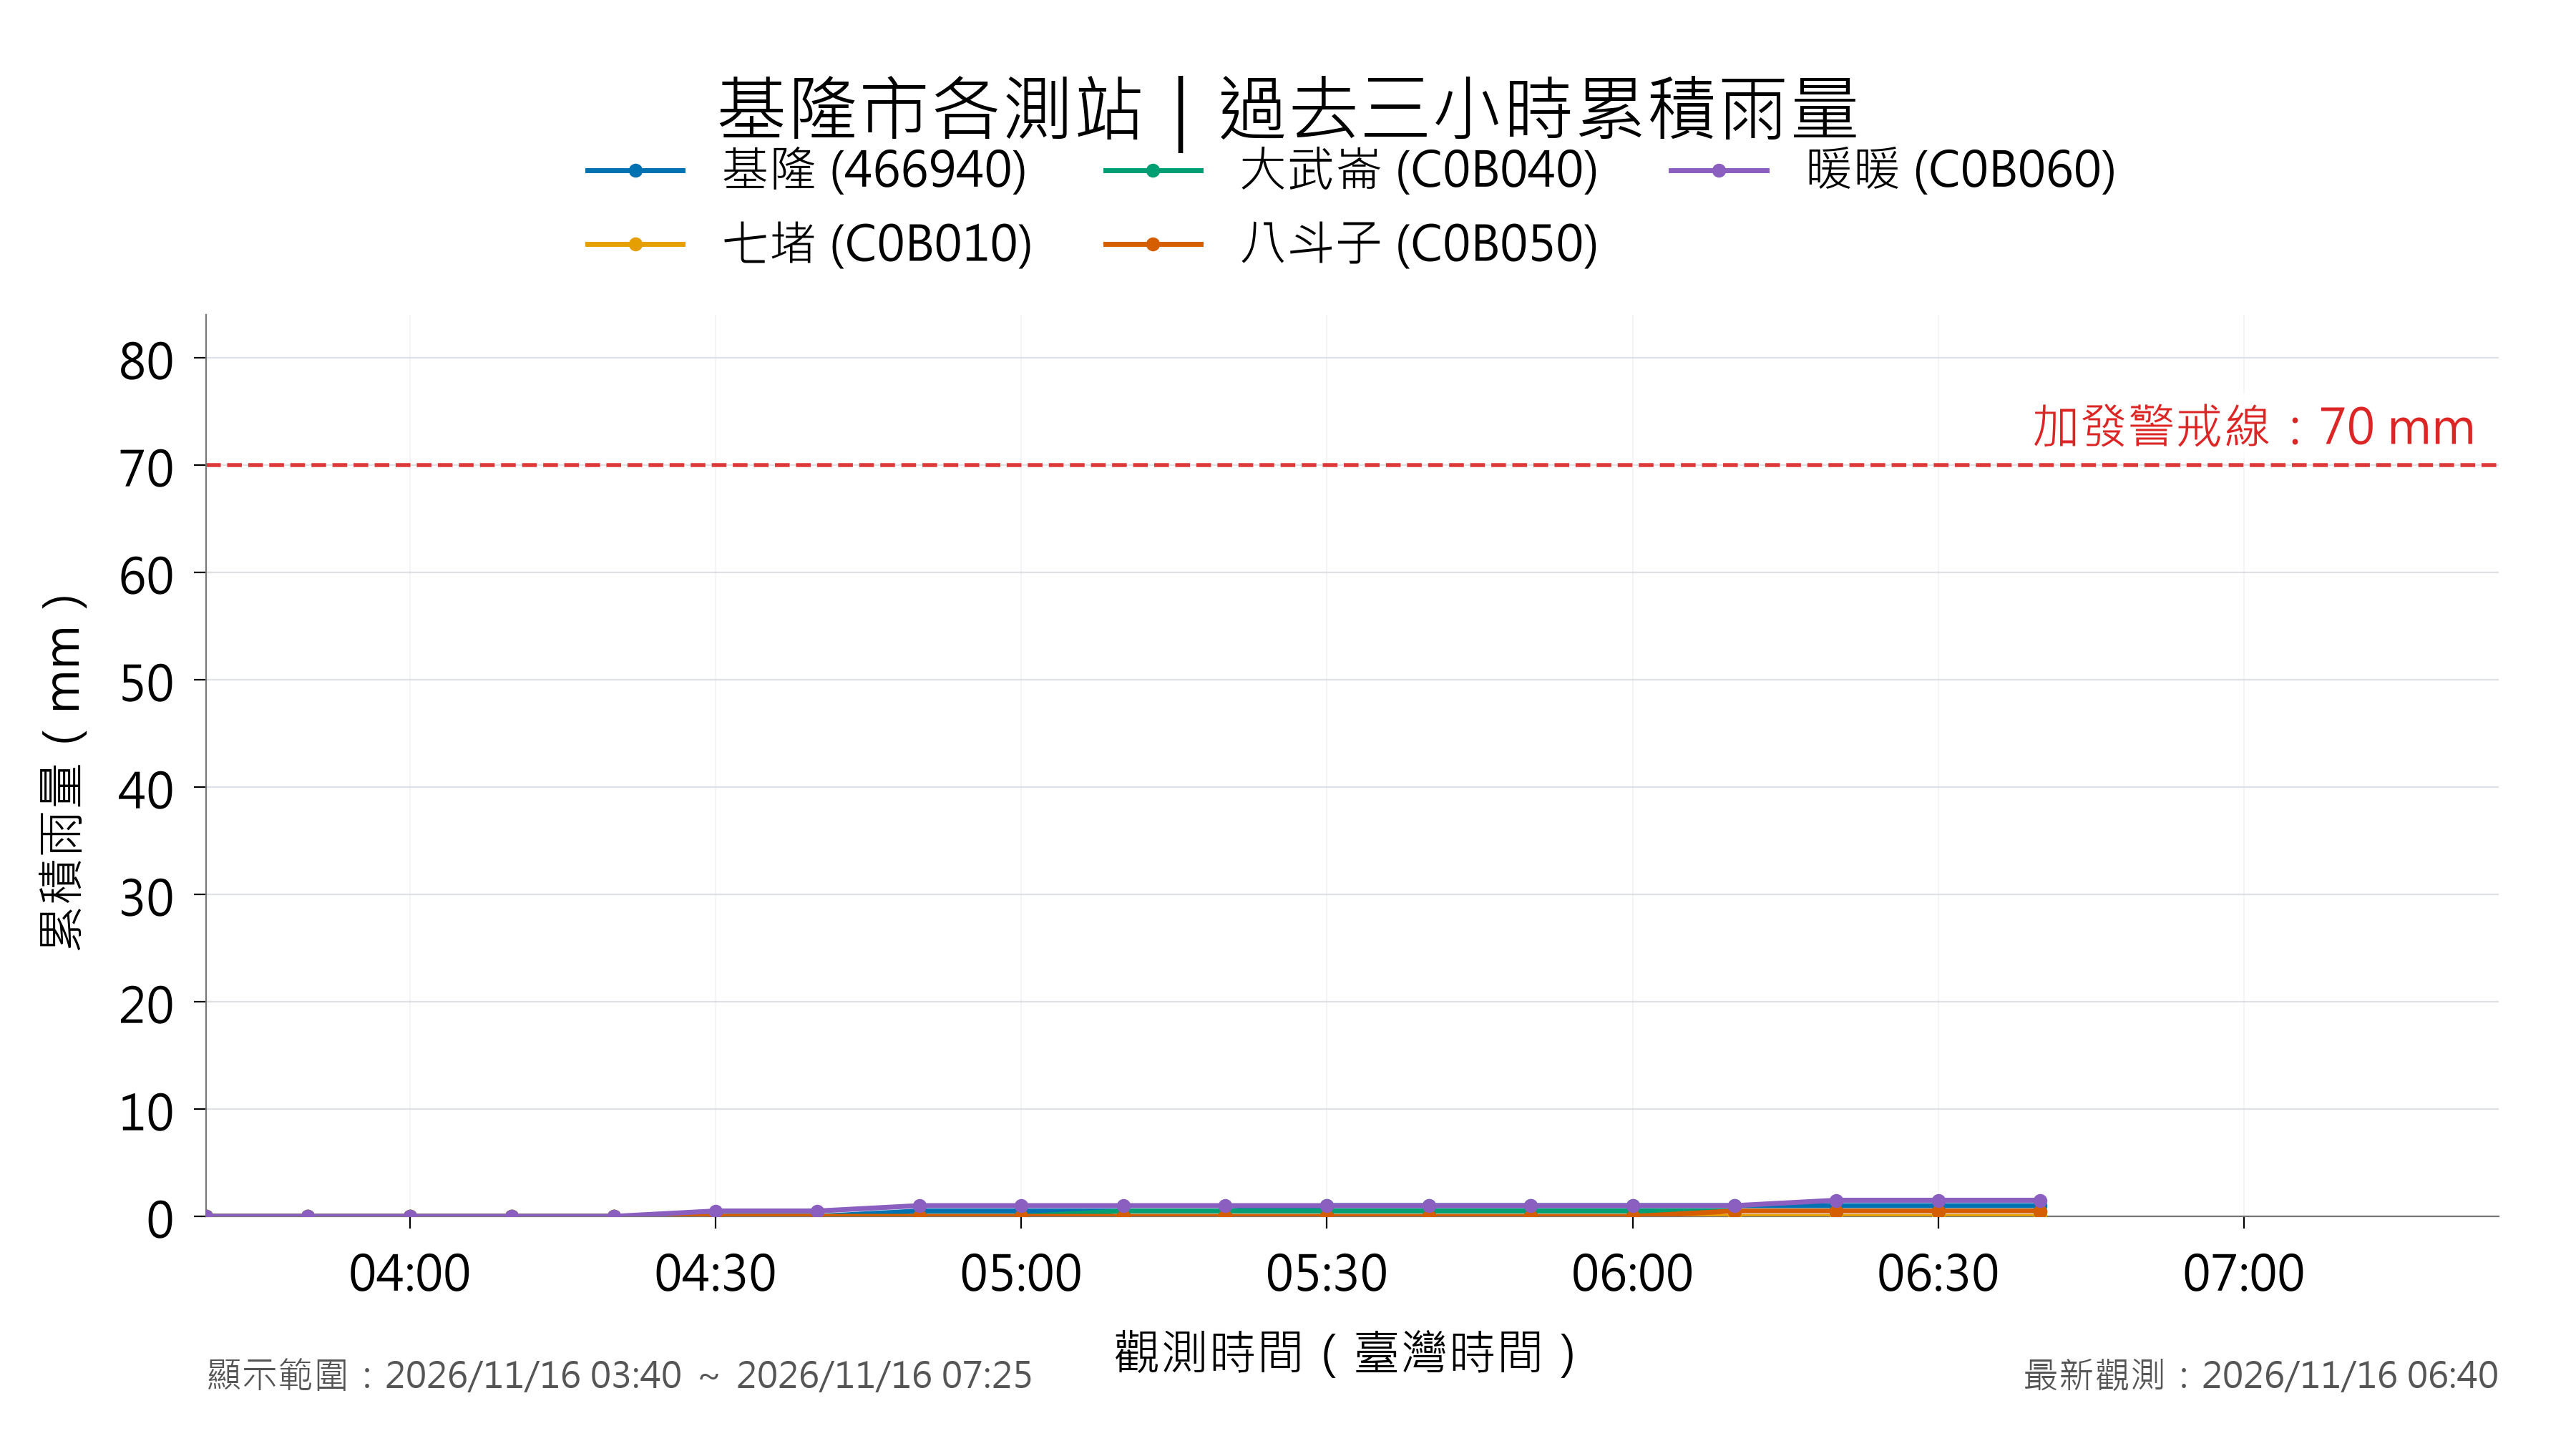 基隆市各測站｜過去三小時累積雨量
基隆 (466940)
大武崙 (C0B040)
暖暖 (C0B060)
七堵 (C0B010)
八斗子 (C0B050)
80
加發警戒線：70 mm
70
60
50
40
30
20
10
0
累積雨量（mm）
04:00
04:30
05:00
05:30
06:00
06:30
07:00
觀測時間（臺灣時間）
顯示範圍：2026/11/16 03:40 ~ 2026/11/16 07:25
最新觀測：2026/11/16 06:40